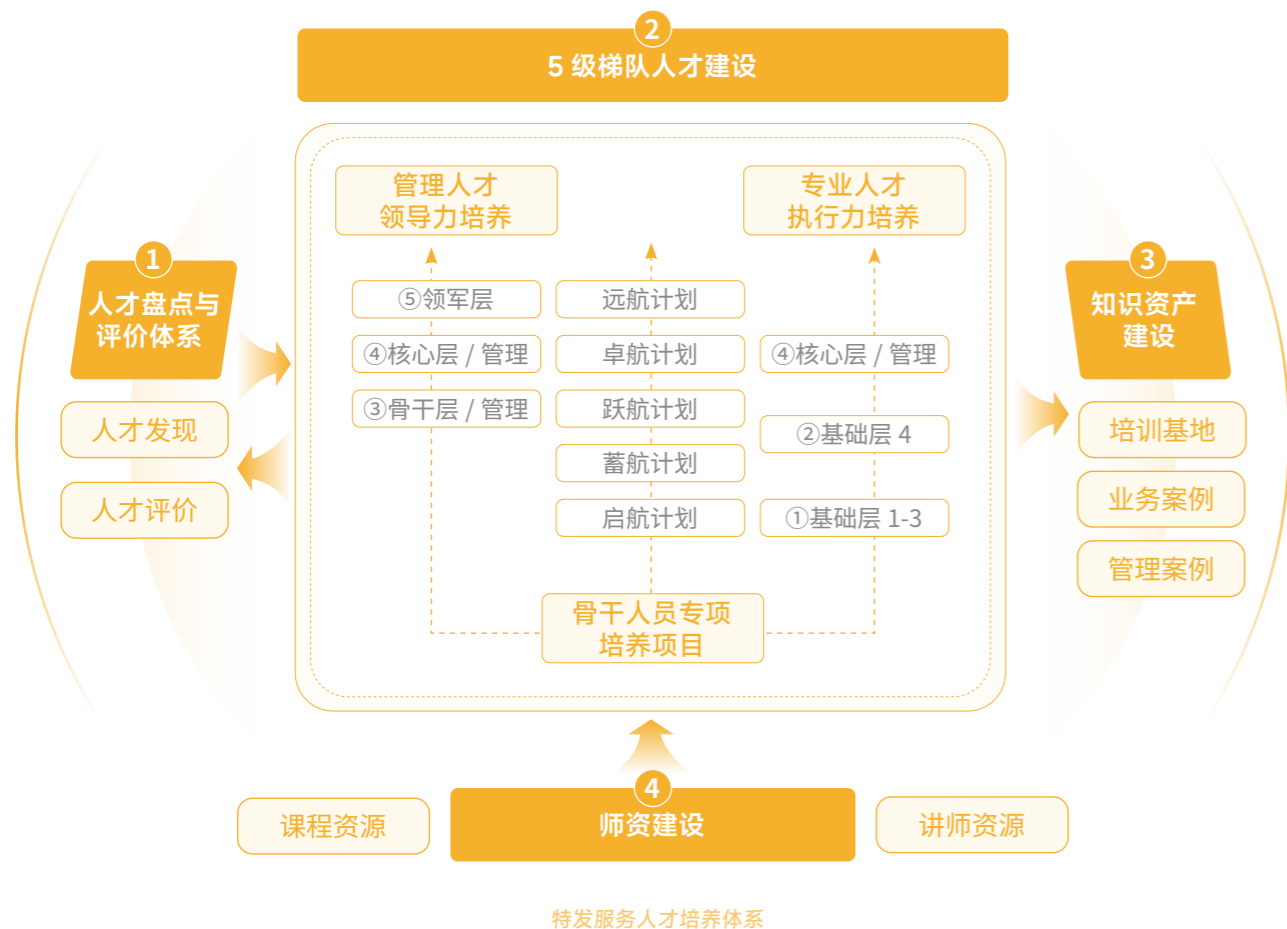 2
5 级梯队人才建设
1
人才盘点与
评价体系
人才发现
人才评价
管理人才
领导力培养
专业人才
执行力培养
⑤领军层
远航计划
④核心层 / 管理
卓航计划
④核心层 / 管理
③骨干层 / 管理
跃航计划
②基础层 4
蓄航计划
启航计划
①基础层 1-3
骨干人员专项
培养项目
3
知识资产
建设
培训基地
业务案例
管理案例
4
师资建设
课程资源
讲师资源
特发服务人才培养体系